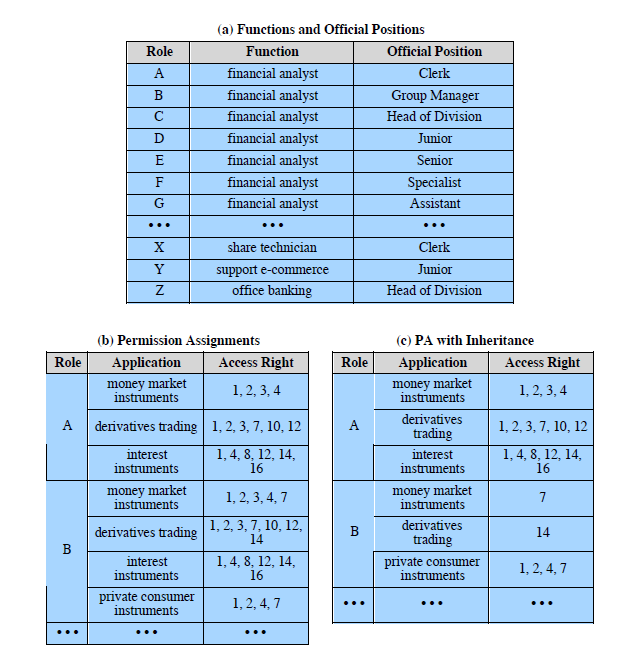 (a) Functions and Official Positions
Role Function Official Position
A financial analyst Clerk
B financial analyst Group Manager
C financial analyst Head of Division
D financial analyst Junior
E financial analyst Senior
F financial analyst Specialist
G financial analyst Assistant
••• ••• •••
X share technician Clerk
Y support e-commerce Junior
Z office banking Head of Division
(b) Permission Assignments
Role Application Access Right
A
money market
instruments
1, 2, 3, 4
derivatives trading 1, 2, 3, 7, 10, 12
interest
instruments
1, 4, 8, 12, 14,
16
B
money market
instruments
1, 2, 3, 4, 7
derivatives trading
1, 2, 3, 7, 10, 12,
14
interest
instruments
1, 4, 8, 12, 14,
16
private consumer
instruments
1, 2, 4, 7
••• ••• •••
(c) PA with Inheritance
Role Application Access Right
A
money market
instruments
1, 2, 3, 4
derivatives
trading
1, 2, 3, 7, 10, 12
interest
instruments
1, 4, 8, 12, 14,
16
B
money market
instruments
7
derivatives
trading
14
private consumer
instruments
1, 2, 4, 7
••• ••• •••